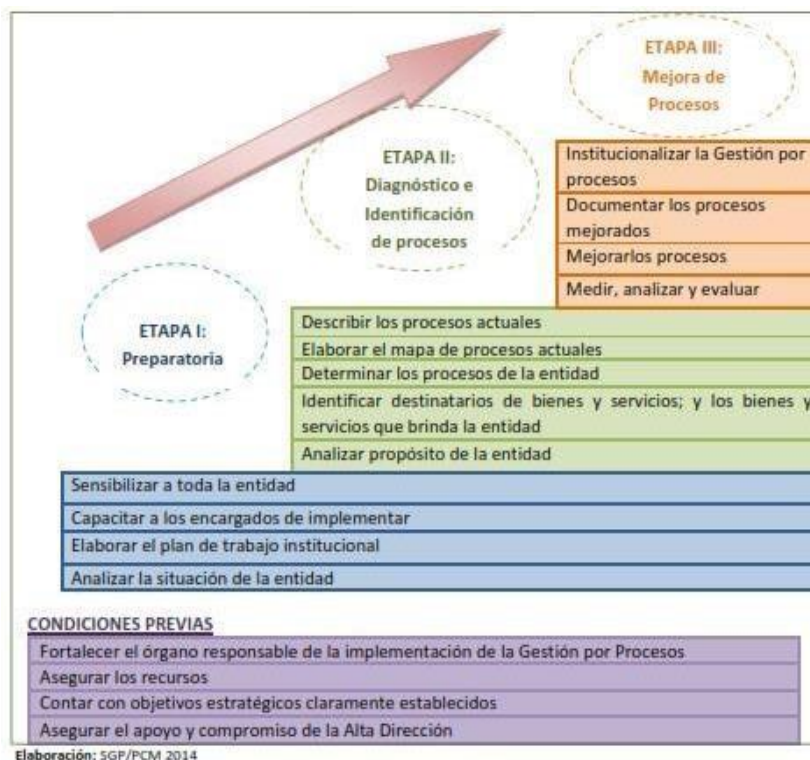 ETAPA III:
Mejora de
Procesos
ETAPA II:
Diagnóstico e
Identificación
de procesos
ETAPA I:
Preparatoria
Institucionalizar la Gestión por
procesos
Documentar los procesos
mejorados
Mejorarlos procesos
Medir, analizar y evaluar
Describir los procesos actuales
Elaborar el mapa de procesos actuales
Determinar los procesos de la entidad
Identificar destinatarios de bienes y servicios; y los bienes y
servicios que brinda la entidad
Analizar propósito de la entidad
Sensibilizar a toda la entidad
Capacitar a los encargados de implementar
Elaborar el plan de trabajo institucional
Analizar la situación de la entidad
CONDICIONES PREVIAS
Fortalecer el órgano responsable de la implementación de la Gestión por Procesos
Asegurar los recursos
Contar con objetivos estratégicos claramente establecidos
Asegurar el apoyo y compromiso de la Alta Dirección
Elaboración: SGP/PCM 2014